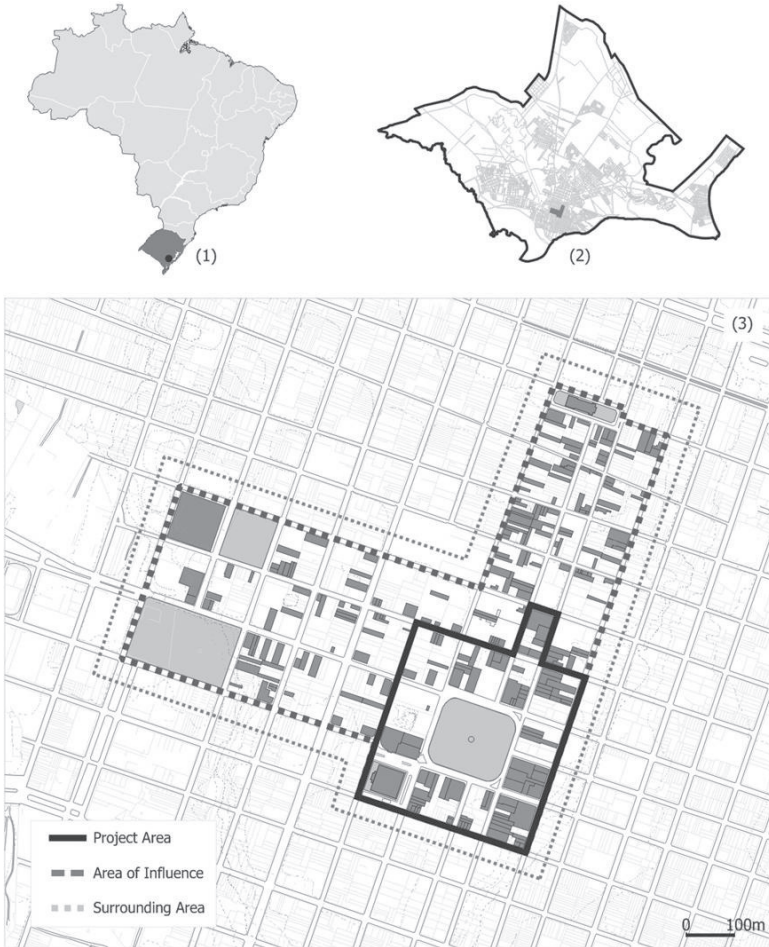 (1)
(2)
(3)
Project Area
Area of Influence
Surrounding Area
0 100m